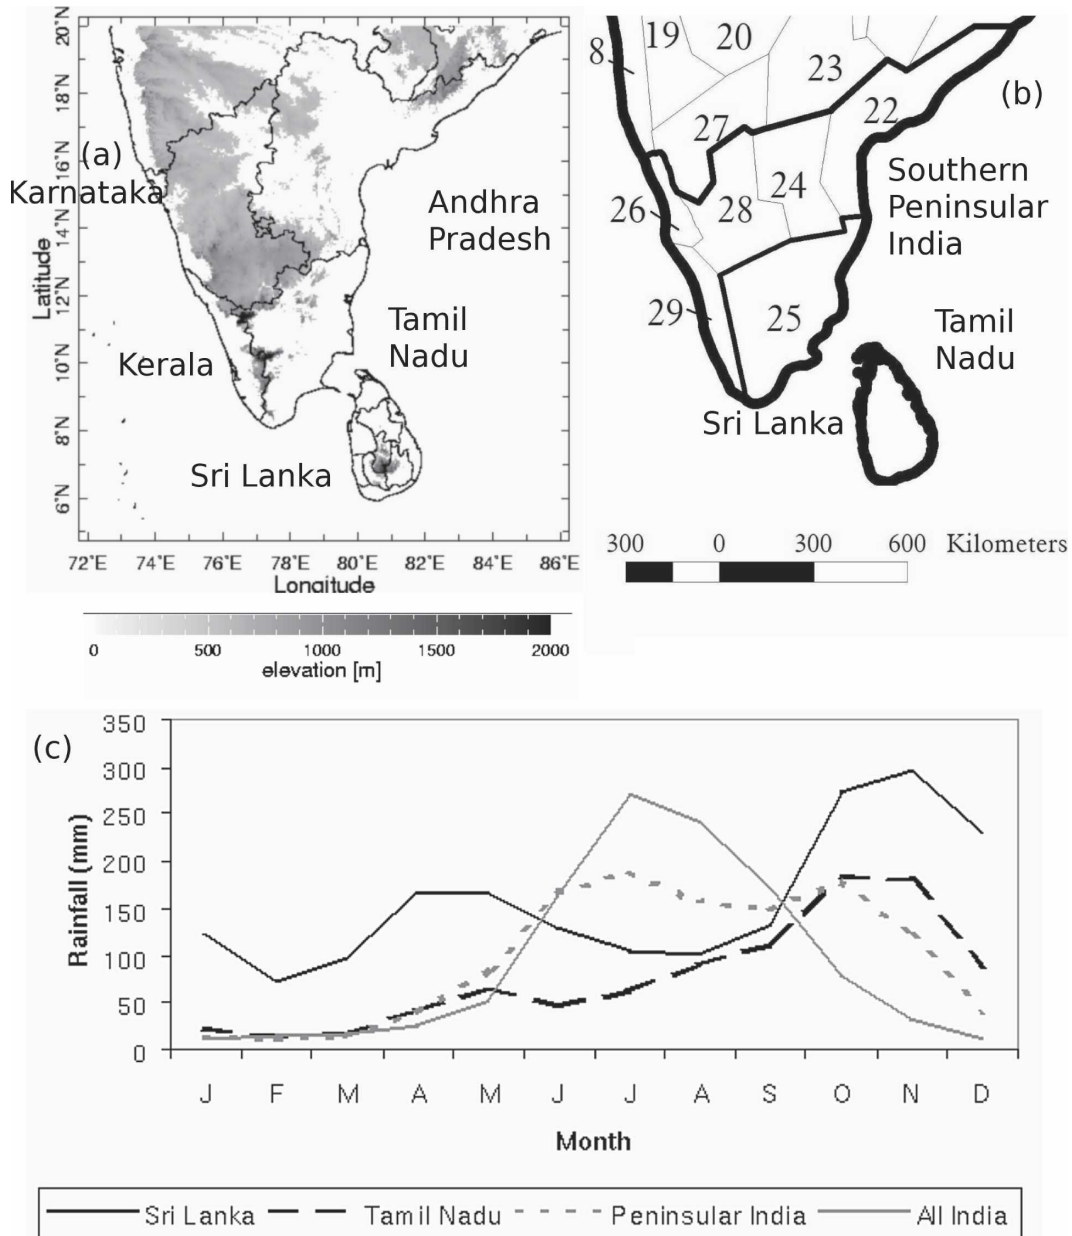 20°N
18°N
16°N
14°N
12°N
10°N
8°N
6°N
Latitude
(a)
Karnataka
Andhra
Pradesh
Tamil
Nadu
Kerala
Sri Lanka
72°E 74°E 76°E 78°E 80°E 82°E 84°E 86°E
Longitude
0 500 1000 1500 2000
elevation [m]
(b)
8
19
20
23
22
27
24
28
26
29
25
Southern
Peninsular
India
Tamil
Nadu
Sri Lanka
300 0 300 600 Kilometers
(c)
350
300
250
200
150
100
50
0
Rainfall (mm)
J F M A M J J A S O N D
Month
Sri Lanka Tamil Nadu Peninsular India All India